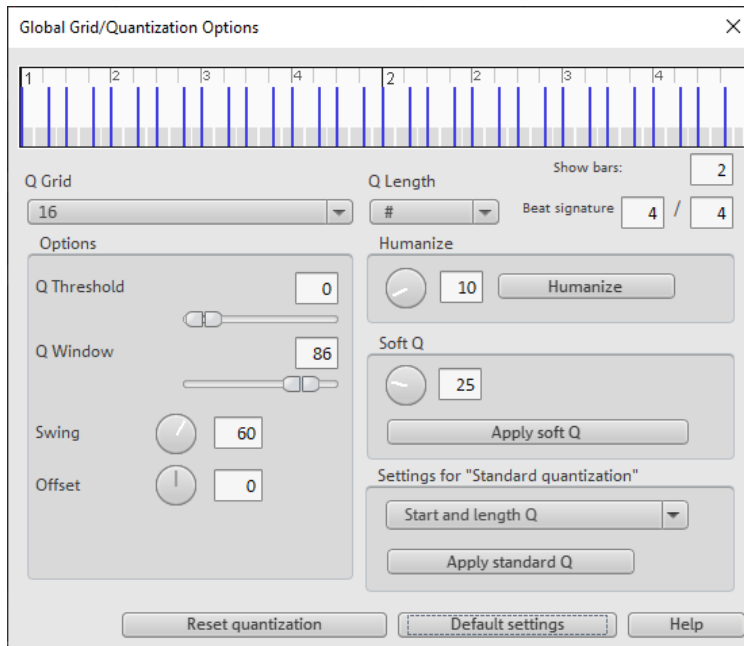 Global Grid/Quantization Options
1 2 3 4 2 2 3 4
Show bars: 2
Q Grid Q Length
16 # Beat signature 4 / 4
Options Humanize
Q Threshold 0 10 Humanize
Q Window 86 Soft Q
25
Swing 60 Apply soft Q
Offset 0 Settings for "Standard quantization"
Start and length Q
Apply standard Q
Reset quantization Default settings Help